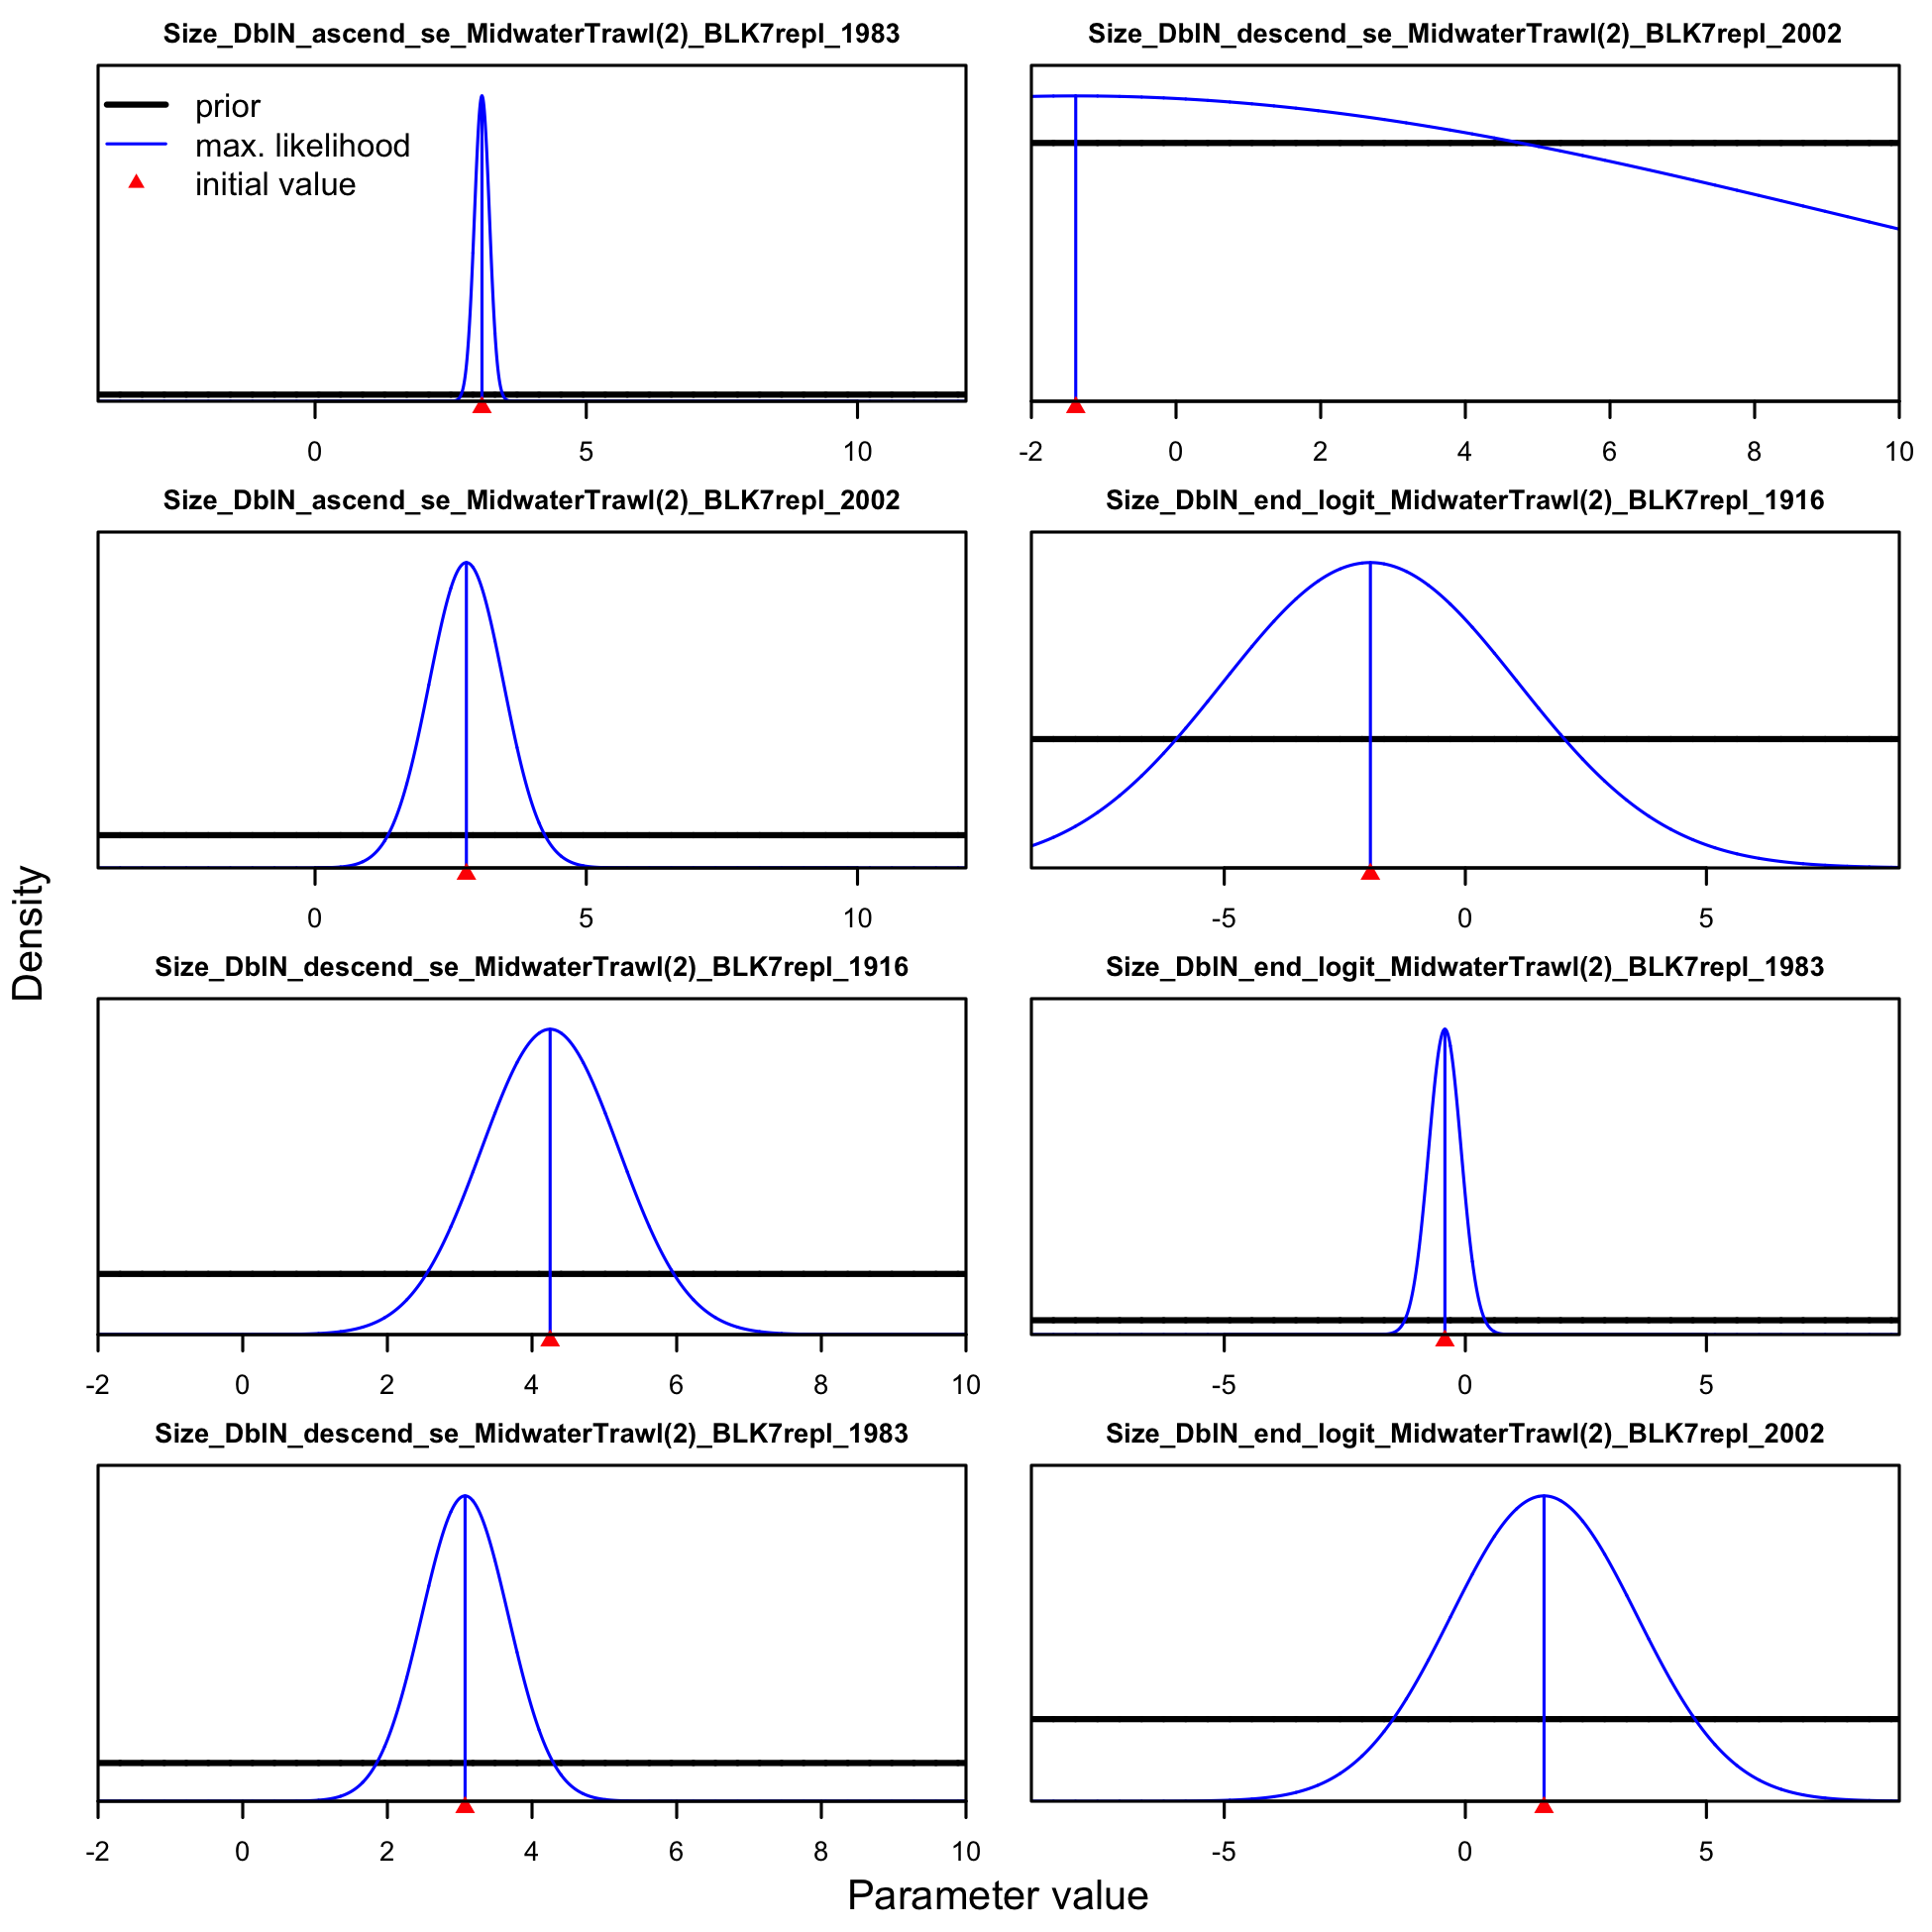 Size_DblN_ascend_se_MidwaterTrawl(2)_BLK7repl_1983
prior
max. likelihood
initial value
0 5 10
Size_DblN_descend_se_MidwaterTrawl(2)_BLK7repl_2002
-2 0 2 4 6 8 10
Size_DblN_ascend_se_MidwaterTrawl(2)_BLK7repl_2002
0 5 10
Size_DblN_end_logit_MidwaterTrawl(2)_BLK7repl_1916
-5 0 5
Size_DblN_descend_se_MidwaterTrawl(2)_BLK7repl_1916
-2 0 2 4 6 8 10
Size_DblN_end_logit_MidwaterTrawl(2)_BLK7repl_1983
-5 0 5
Size_DblN_descend_se_MidwaterTrawl(2)_BLK7repl_1983
-2 0 2 4 6 8 10
Size_DblN_end_logit_MidwaterTrawl(2)_BLK7repl_2002
-5 0 5
Density
Parameter value